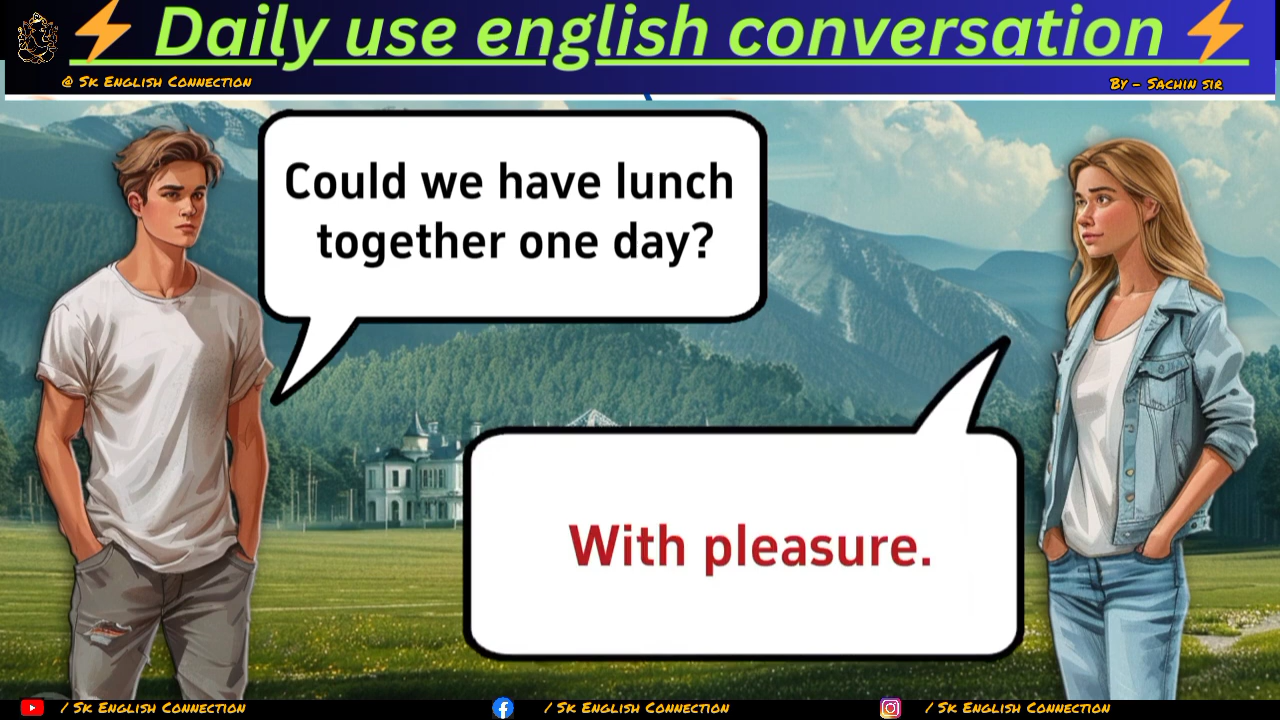 ⚡ Daily use english conversation ⚡
@ Sk English Connection
By - Sachin sir
Could we have lunch
together one day?
With pleasure.
/ Sk English Connection
/ Sk English Connection
/ Sk English Connection